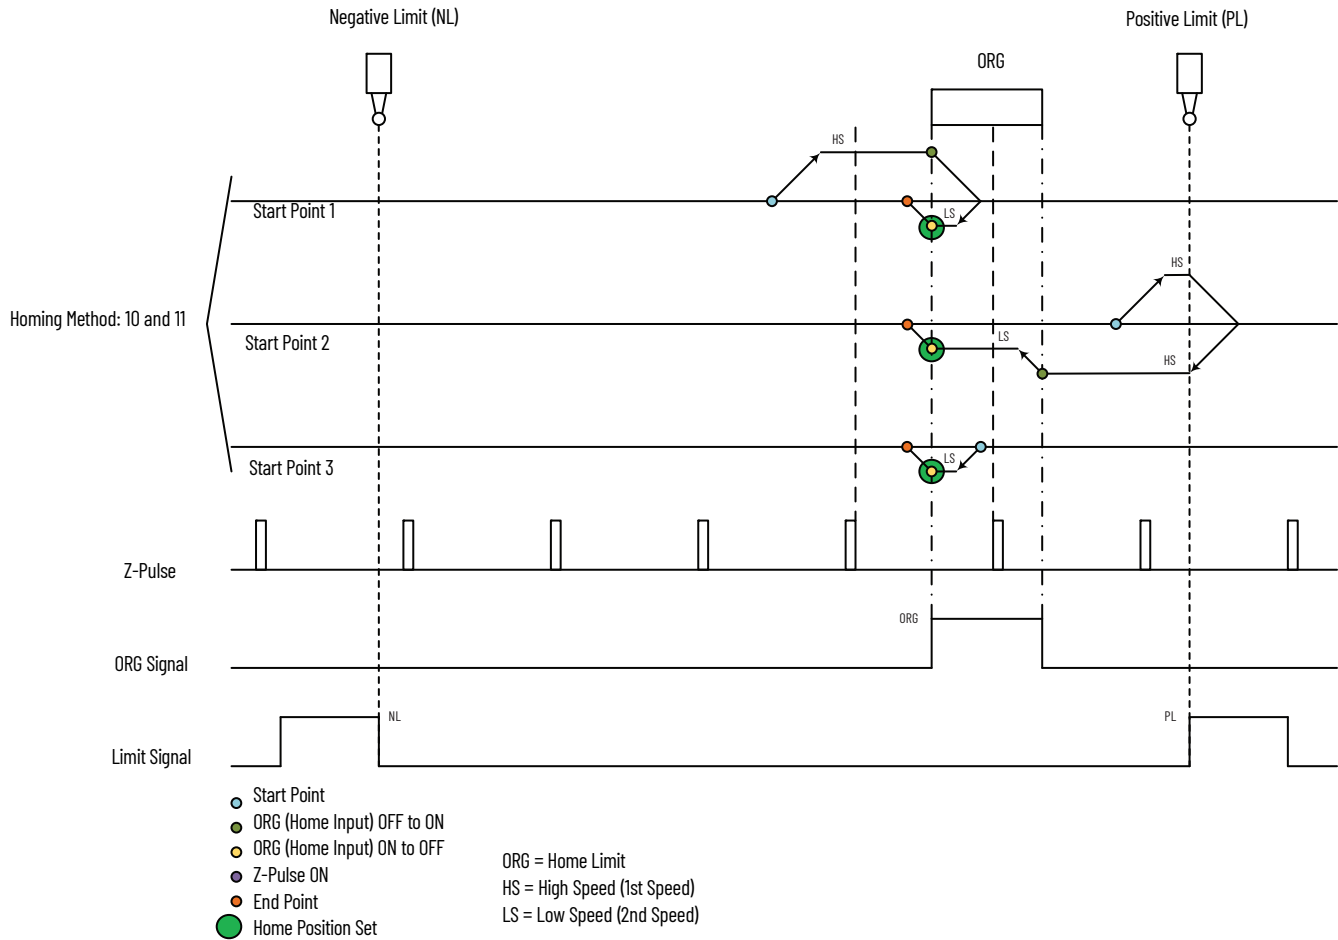 Negative Limit (NL)
Positive Limit (PL)
ORG
HS
Start Point 1
LS
HS
Homing Method: 10 and 11
Start Point 2
LS
HS
Start Point 3
LS
Z-Pulse
ORG
ORG Signal
NL
PL
Limit Signal
Start Point
ORG (Home Input) OFF to ON
ORG (Home Input) ON to OFF
Z-Pulse ON
End Point
Home Position Set
ORG = Home Limit
HS = High Speed (1st Speed)
LS = Low Speed (2nd Speed)